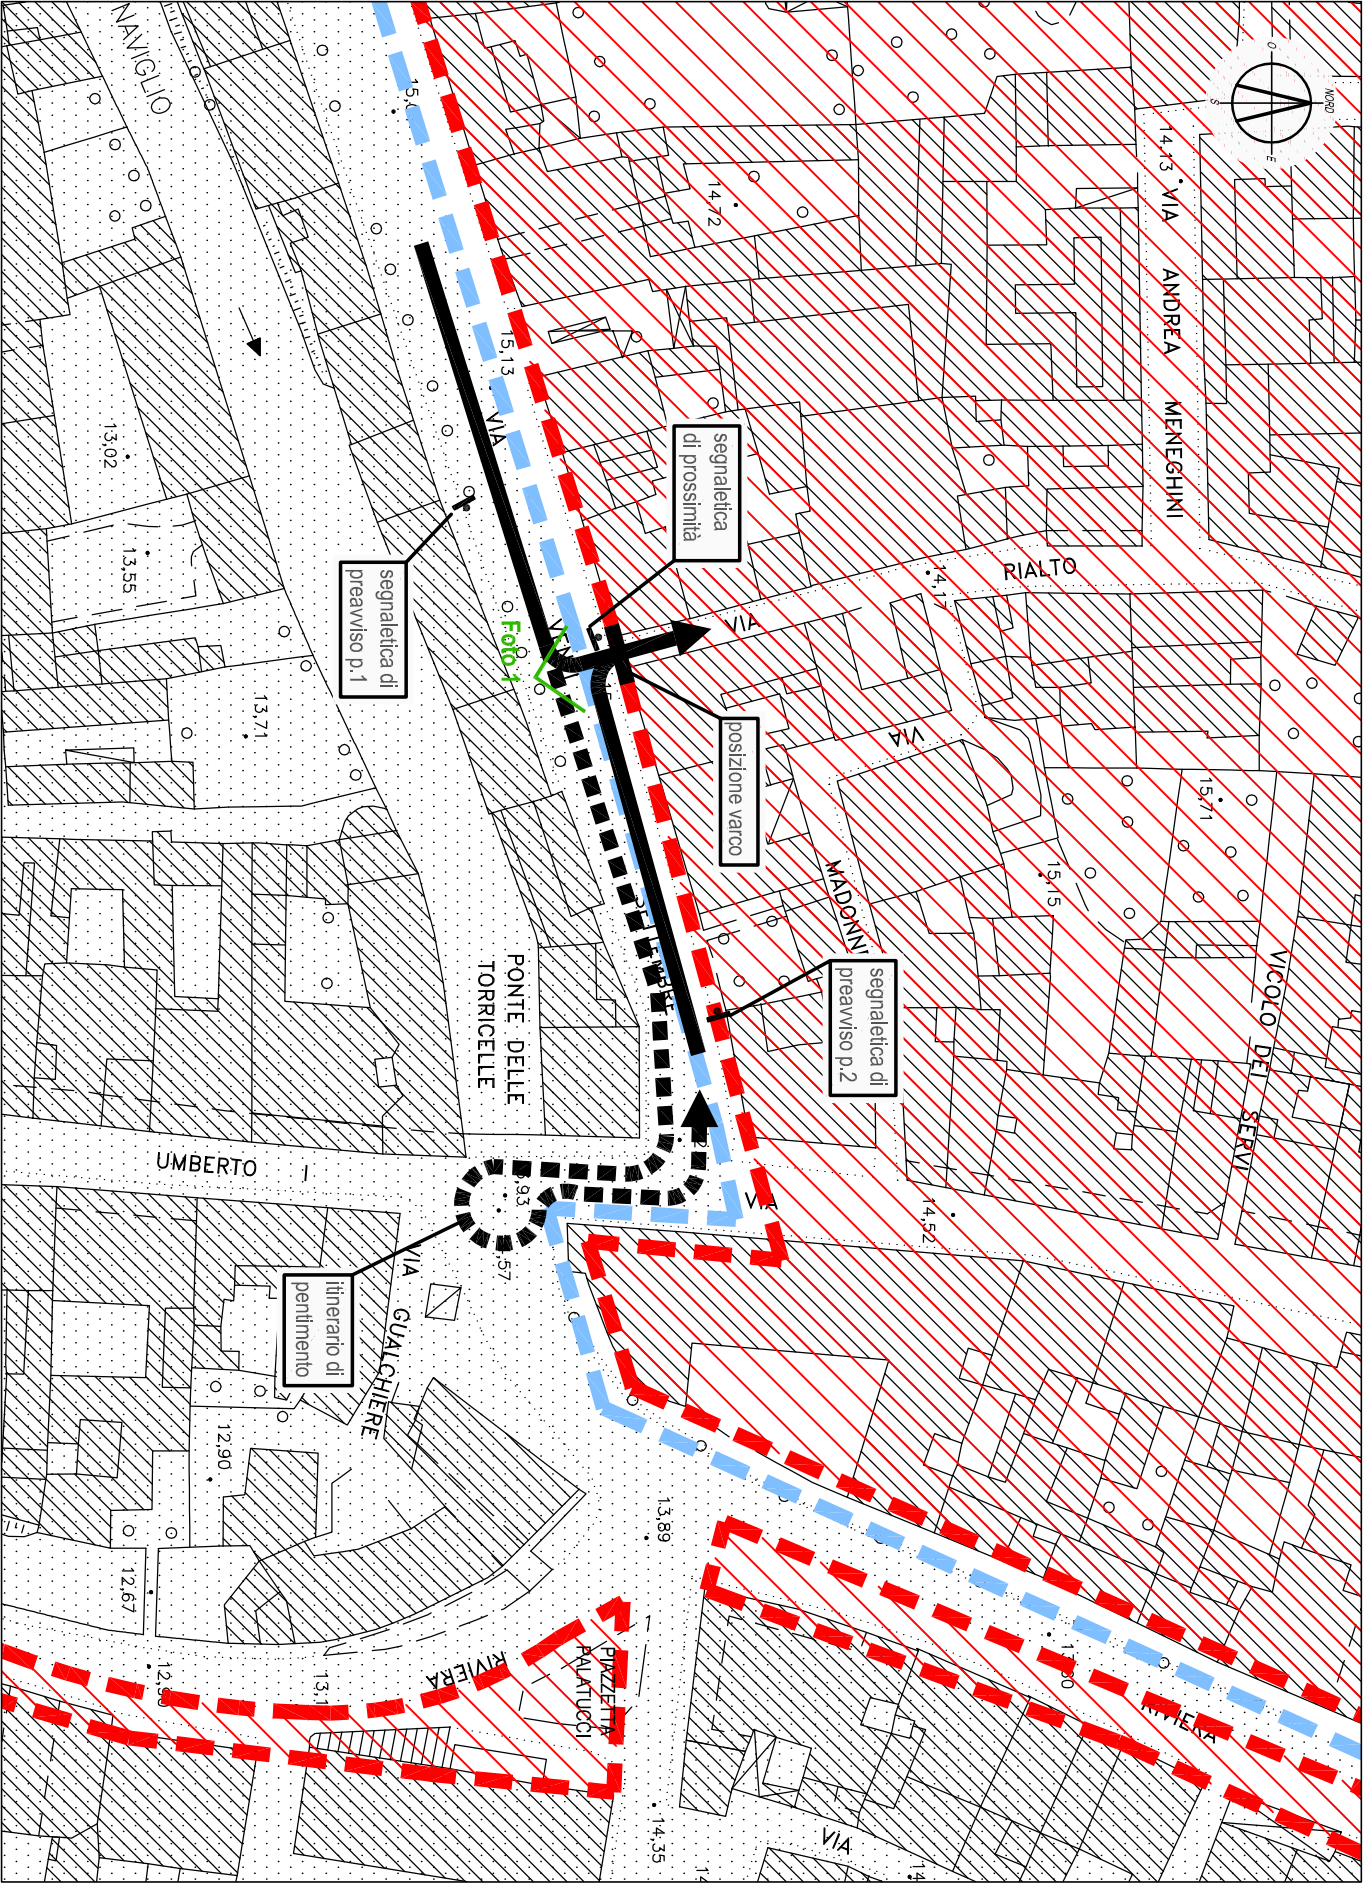 NAVIGLIO
NORD
O
E
S
14,13
VIA ANDREA MENEGHINI
14,72
15,13
VIA
segnaletica
di prossimità
RIALTO
VIA
14,17
13,02
13,55
segnaletica di
preavviso p.1
Foto 1
13,71
posizione varco
VIA
15,71
15,15
MADONN
VICOLO DEI SERVI
segnaletica di
preavviso p.2
PONTE DELLE
TORRICELLE
UMBERTO I
VIA
14,52
VIA GUALCHIERE
itinerario di
pentimento
12,90
12,67
13,89
PIAZZETTA
PALATUCCI
RIVIERA
RIVIERA
14,35
VIA